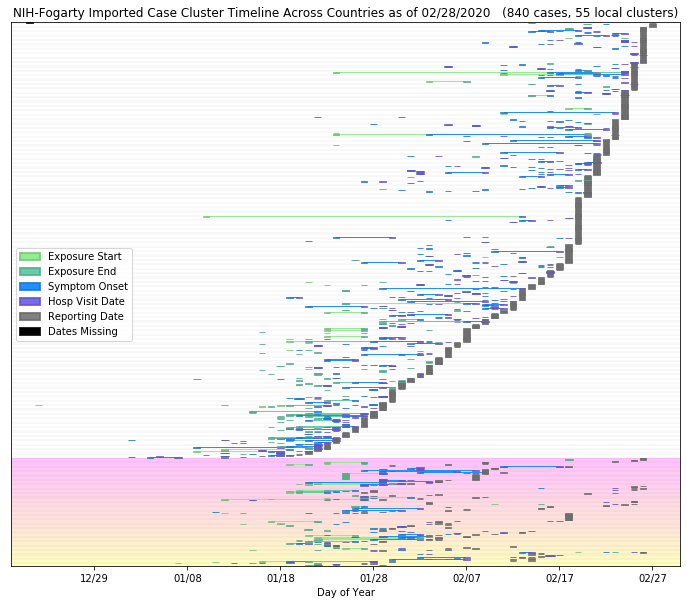 NIH-Fogarty Imported Case Cluster Timeline Across Countries as of 02/28/2020   (840 cases, 55 local clusters)
Exposure Start
Exposure End
Symptom Onset
Hosp Visit Date
Reporting Date
Dates Missing
12/29 01/08 01/18 01/28 02/07 02/17 02/27
Day of Year